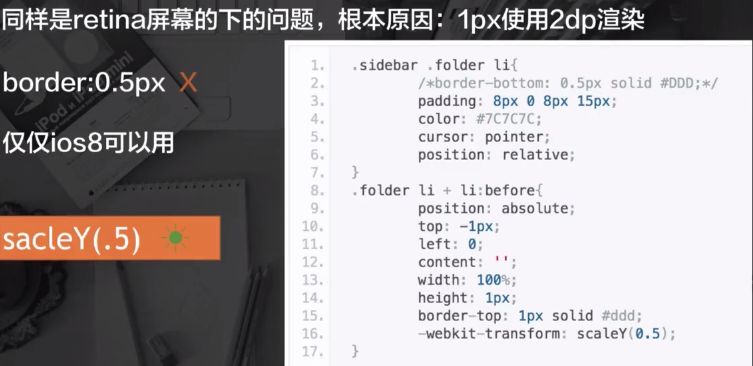 同样是retina屏幕的下的问题，根本原因：1px使用2dp渲染
border:0.5px X
仅仅ios8可以用
sacleY(.5)
1. .sidebar .folder li{
2. /*border-bottom: 0.5px solid #DDD;*/
3. padding: 8px 0 8px 15px;
4. color: #7C7C7C;
5. cursor: pointer;
6. position: relative;
7. }
8. .folder li + li:before{
9. position: absolute;
10. top: -1px;
11. left: 0;
12. content: '';
13. width: 100%;
14. height: 1px;
15. border-top: 1px solid #ddd;
16. -webkit-transform: scaleY(0.5);
17. }